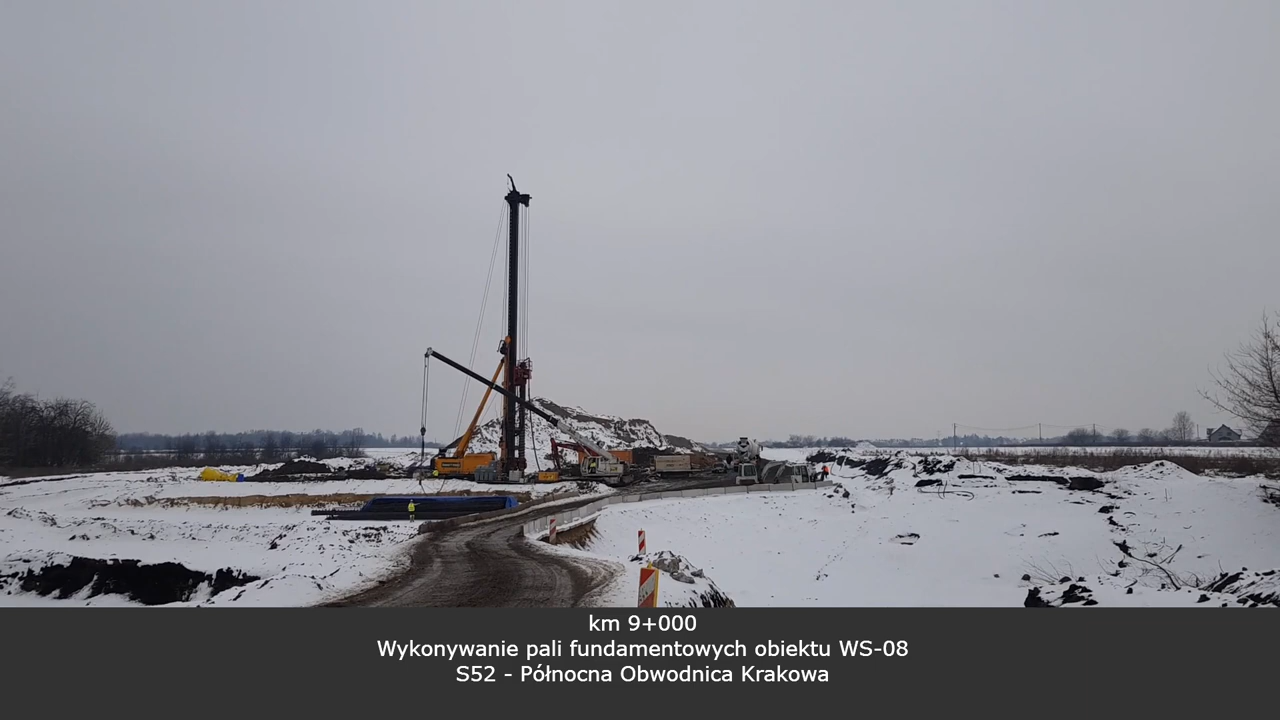 km 9+000
Wykonywanie pali fundamentowych obiektu WS-08
S52 - Północna Obwodnica Krakowa